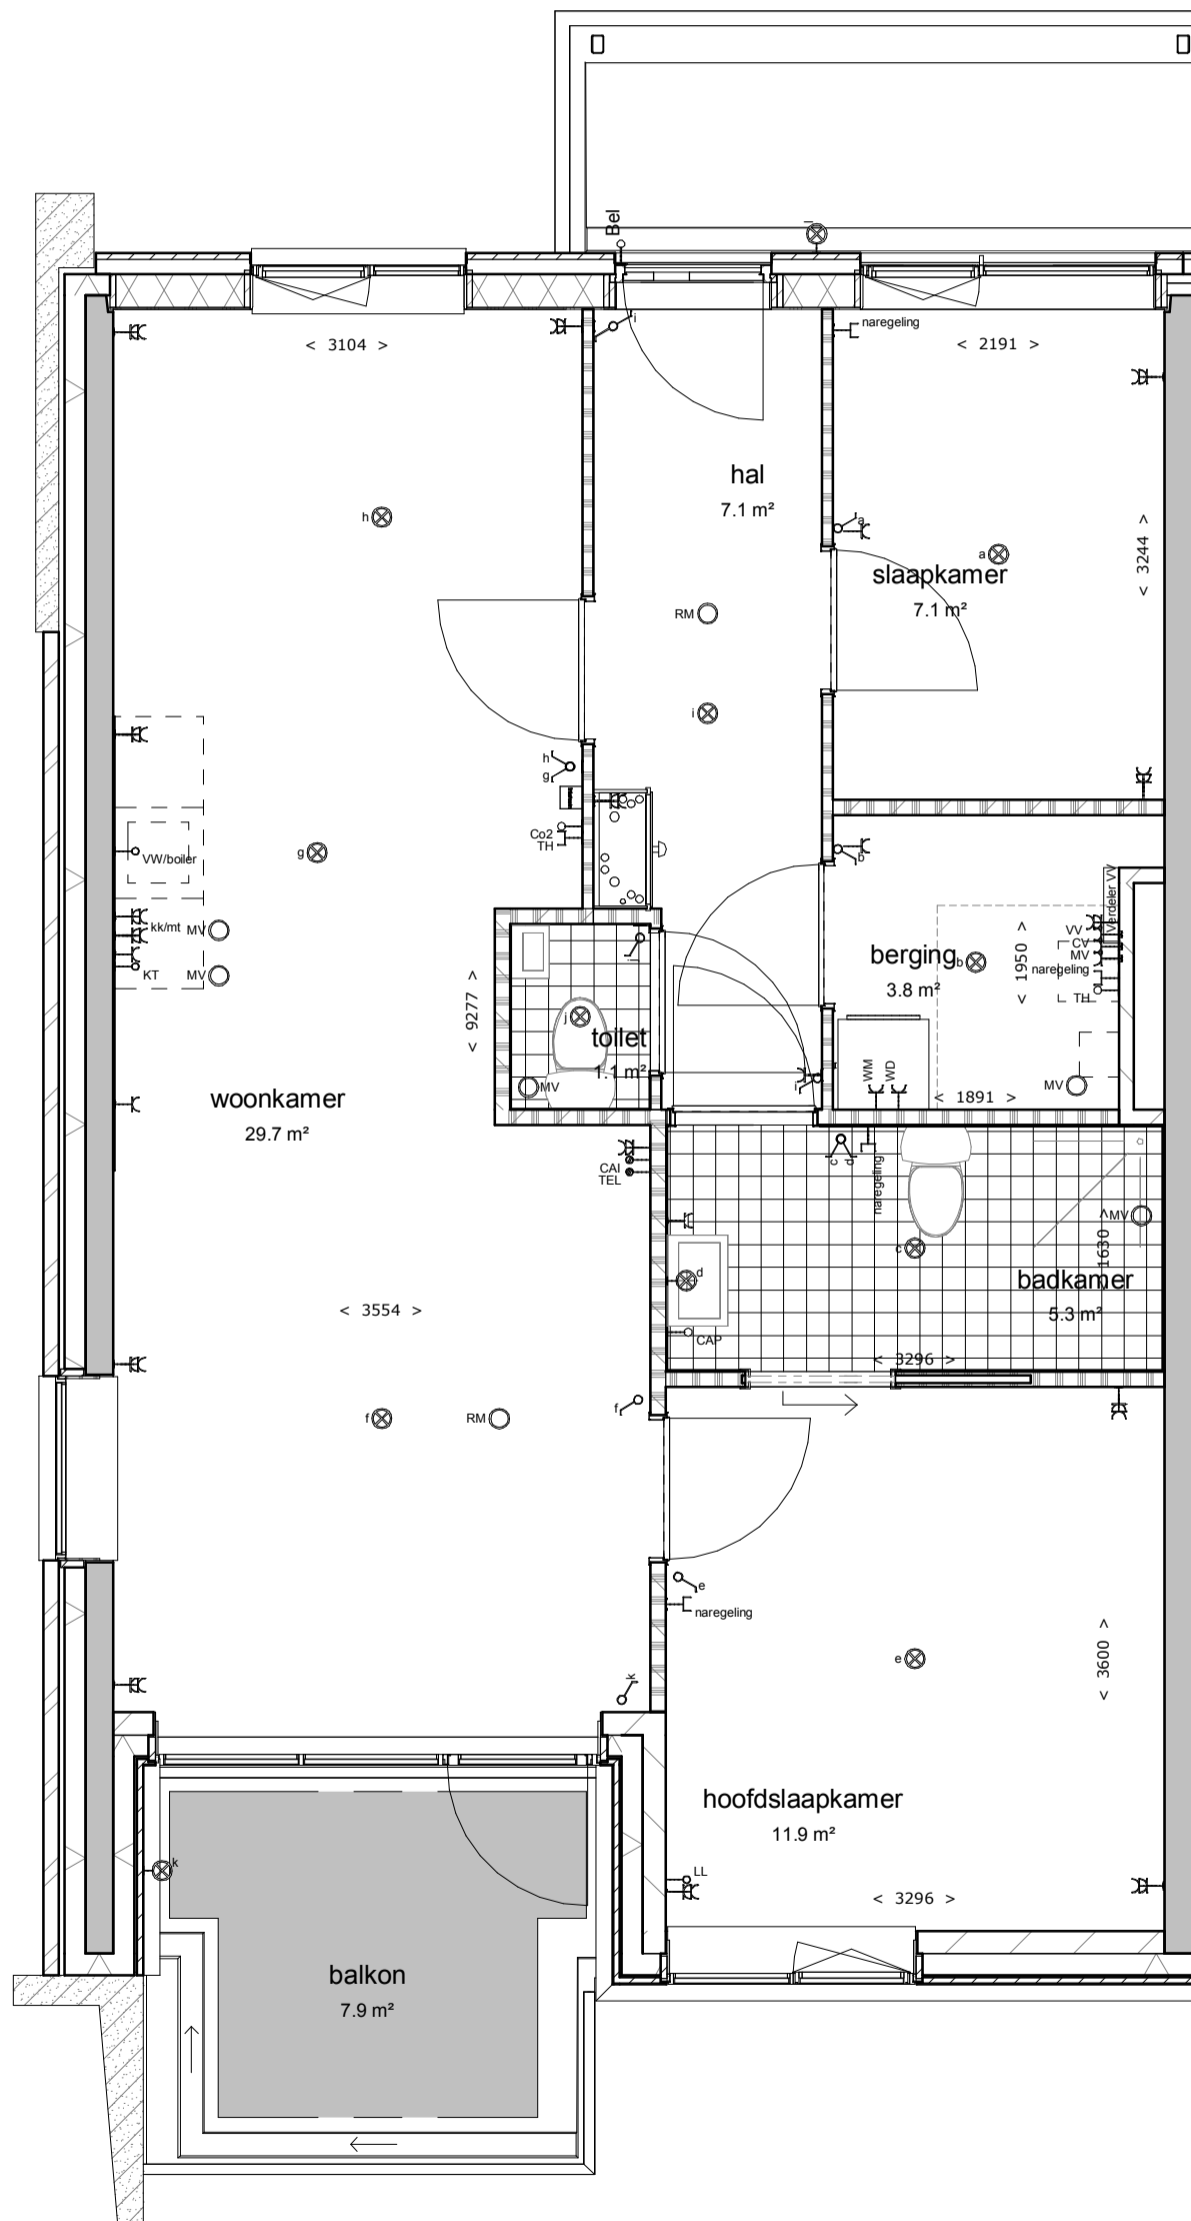 Bel
i
i
naregeling
< 3104 >
< 2191 >
hal
7.1 m²
h
a
a
slaapkamer
7.1 m²
< 3244 >
RM
i
h
g
Co2
TH
g
VW/boiler
b
Verdeler VV
kk/mt
MV
KT
MV
VV
CV
MV
naregeling
TH
berging
3.8 m²
b
< 1950 >
< 9277 >
j
j
toilet
1.1 m²
MV
i
WM
WD
MV
< 1891 >
woonkamer
29.7 m²
CAI
TEL
c
d
naregeling
MV
c
< 1630 >
badkamer
5.3 m²
d
CAP
< 3296 >
< 3554 >
f
f
RM
e
naregeling
e
< 3600 >
k
hoofdslaapkamer
11.9 m²
k
LL
< 3296 >
balkon
7.9 m²